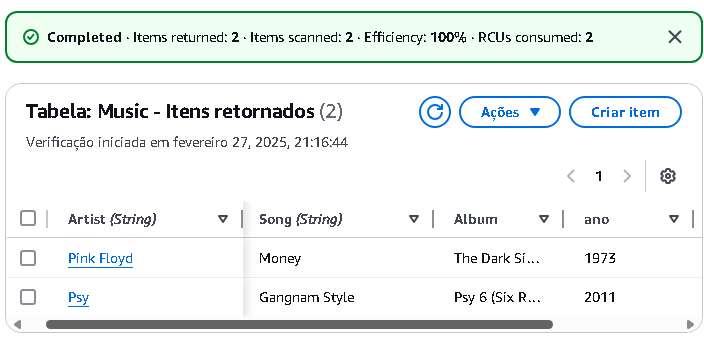 Completed · Items returned: 2 · Items scanned: 2 · Efficiency: 100% · RCUs consumed: 2
Tabela: Music - Itens retornados (2)
Ações
Criar item
Verificação iniciada em fevereiro 27, 2025, 21:16:44
1
Artist (String) Song (String) Album ano
Pink Floyd Money The Dark Si... 1973
Psy Gangnam Style Psy 6 (Six R... 2011